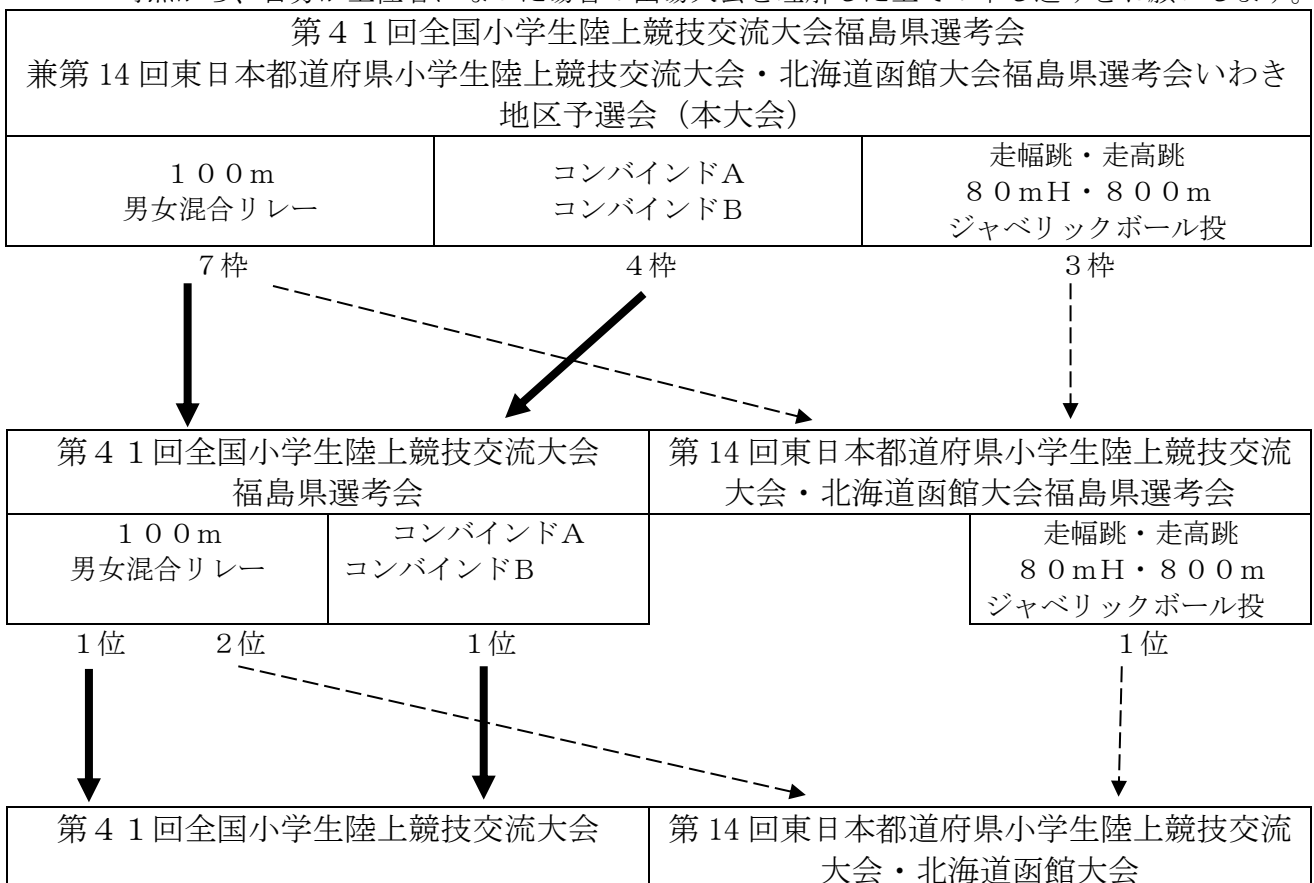 第４１回全国小学生陸上競技交流大会福島県選考会
兼第 14 回東日本都道府県小学生陸上競技交流大会・北海道函館大会福島県選考会いわき
地区予選会（本大会）
１００ｍ
男女混合リレー
コンバインドＡ
コンバインドＢ
走幅跳・走高跳
８０ｍＨ・８００ｍ
ジャベリックボール投
７枠
４枠
３枠
第４１回全国小学生陸上競技交流大会
福島県選考会
第 14 回東日本都道府県小学生陸上競技交流
大会・北海道函館大会福島県選考会
１００ｍ
男女混合リレー
コンバインドＡ
コンバインドＢ
走幅跳・走高跳
８０ｍＨ・８００ｍ
ジャベリックボール投
１位
２位
１位
１位
第４１回全国小学生陸上競技交流大会
第 14 回東日本都道府県小学生陸上競技交流
大会・北海道函館大会